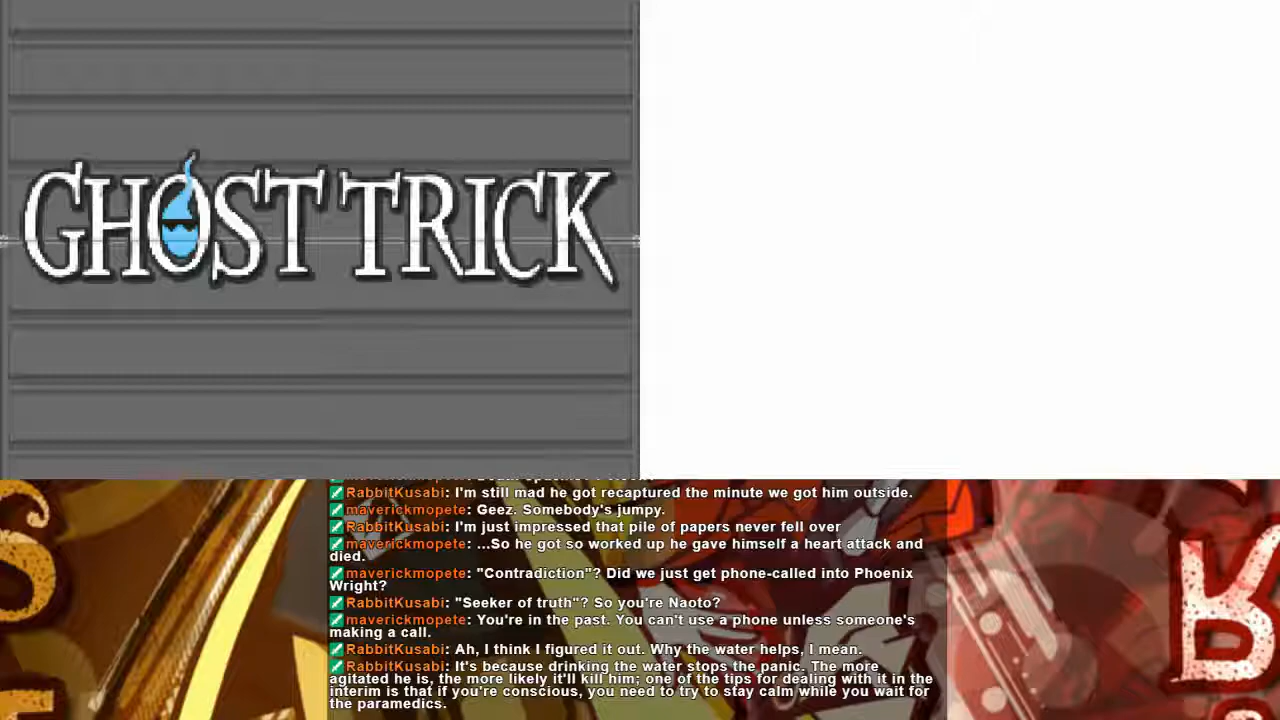 GHOST TRICK
RabbitKusabi: I'm still mad he got recaptured the minute we got him outside.
maverickmopete: Geez. Somebody's jumpy.
RabbitKusabi: I'm just impressed that pile of papers never fell over
maverickmopete: ...So he got so worked up he gave himself a heart attack and
died.
maverickmopete: "Contradiction"? Did we just get phone-called into Phoenix
Wright?
RabbitKusabi: "Seeker of truth"? So you're Naoto?
maverickmopete: You're in the past. You can't use a phone unless someone's
making a call.
RabbitKusabi: Ah, I think I figured it out. Why the water helps, I mean.
RabbitKusabi: It's because drinking the water stops the panic. The more
agitated he is, the more likely it'll kill him; one of the tips for dealing with it in the
interim is that if you're conscious, you need to try to stay calm while you wait for
the paramedics.